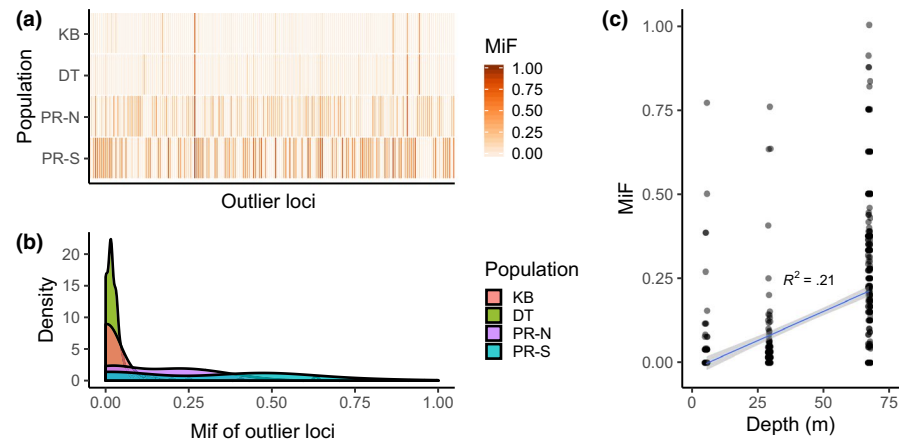 (a)
Population
KB
DT
PR-N
PR-S
Outlier loci
MiF
1.00
0.75
0.50
0.25
0.00
(b)
Density
20
15
10
5
0
0.00 0.25 0.50 0.75 1.00
Mif of outlier loci
Population
KB
DT
PR-N
PR-S
(c)
MiF
1.00
0.75
0.50
0.25
0.00
R² = .21
0 25 50 75
Depth (m)